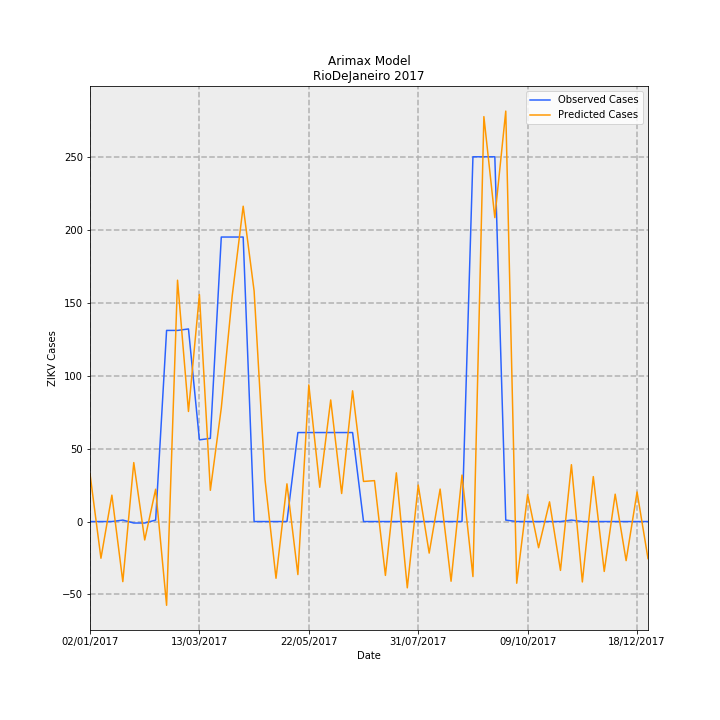 Arimax Model
RioDeJaneiro 2017
Observed Cases
Predicted Cases
250
200
150
100
50
0
−50
ZIKV Cases
02/01/2017 13/03/2017 22/05/2017 31/07/2017 09/10/2017 18/12/2017
Date